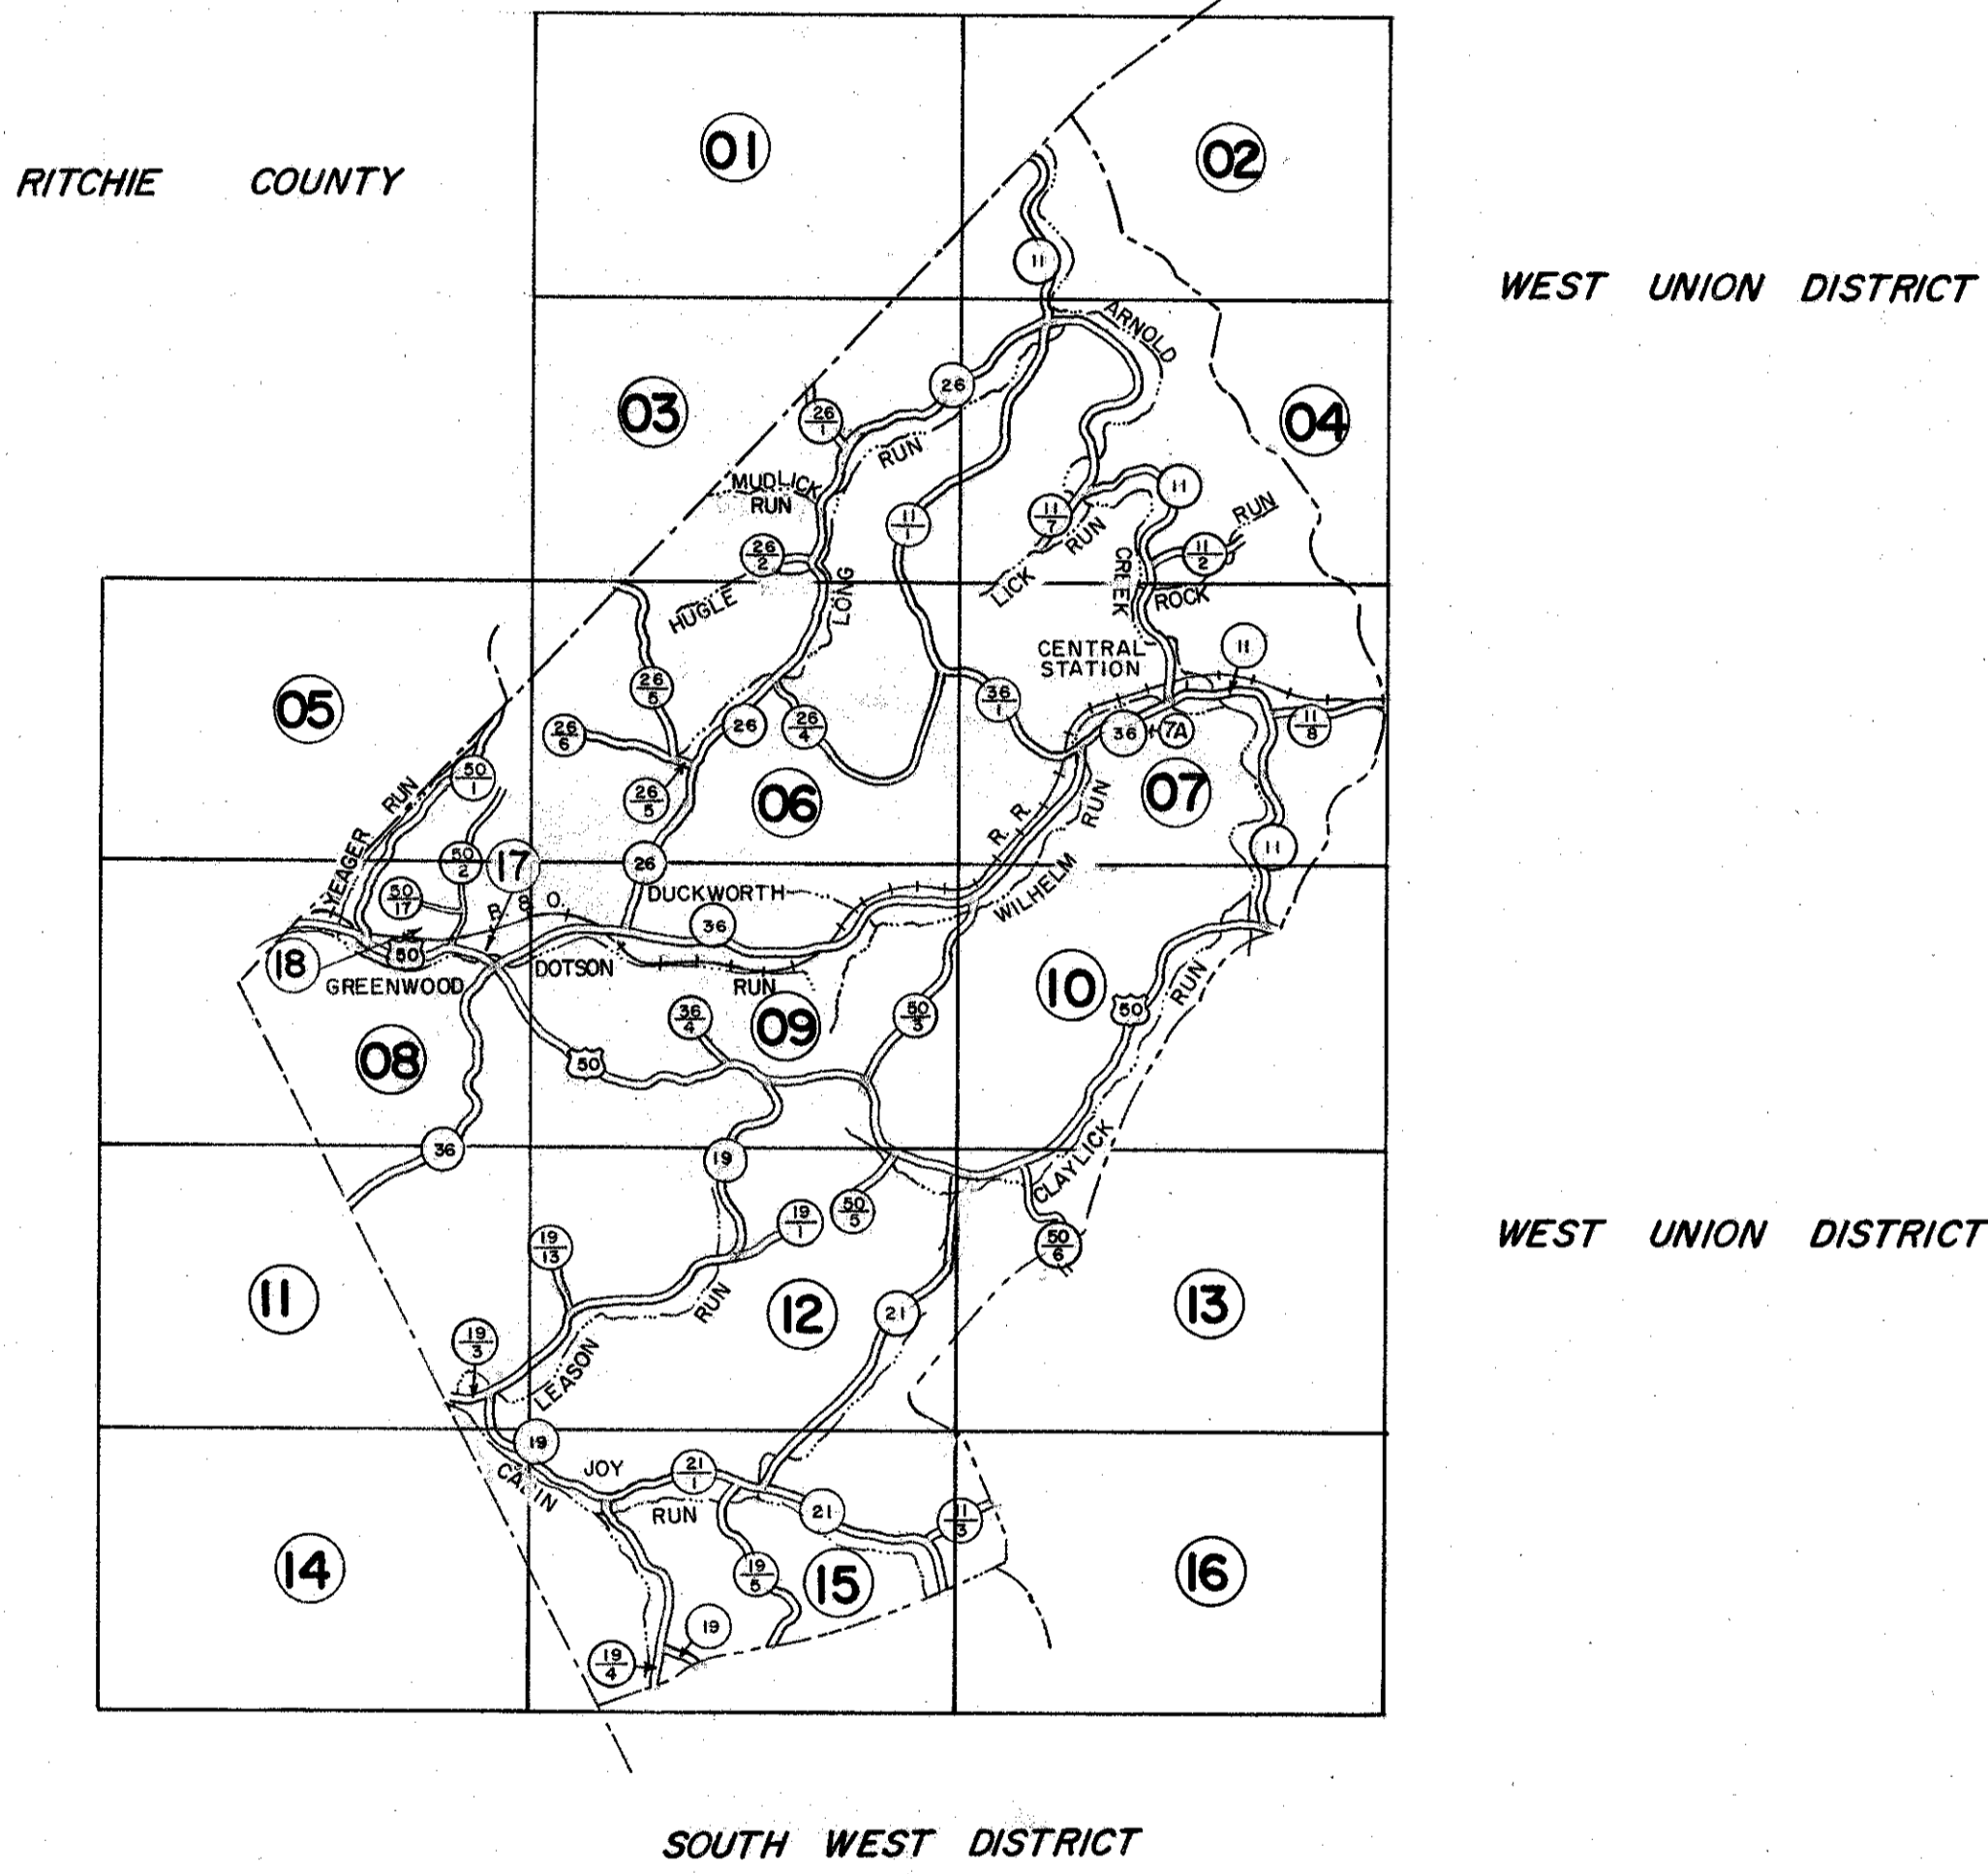 01
02
RITCHIE COUNTY
11
WEST UNION DISTRICT
ARNOLD
26
03
26
1
04
RUN
MUDLICK
RUN
11
11
1
11
7
RUN
RUN
26
2
11
2
CREEK
LONG
HUGLE
LICK
ROCK
CENTRAL
STATION
11
05
26
5
36
1
26
6
26
26
4
36
7A
11
8
50
1
RUN
26
5
06
07
RUN
R. R.
YEAGER
50
2
17
26
11
50
17
B. & O.
DUCKWORTH
WILHELM
36
18
50
GREENWOOD
DOTSON
RUN
10
RUN
50
36
4
09
50
3
08
50
36
19
CLAYLICK
50
5
19
1
WEST UNION DISTRICT
19
13
50
6
11
RUN
12
21
13
19
3
LEASON
19
JOY
21
1
CABIN
RUN
21
11
3
14
19
5
15
16
19
19
4
SOUTH WEST DISTRICT